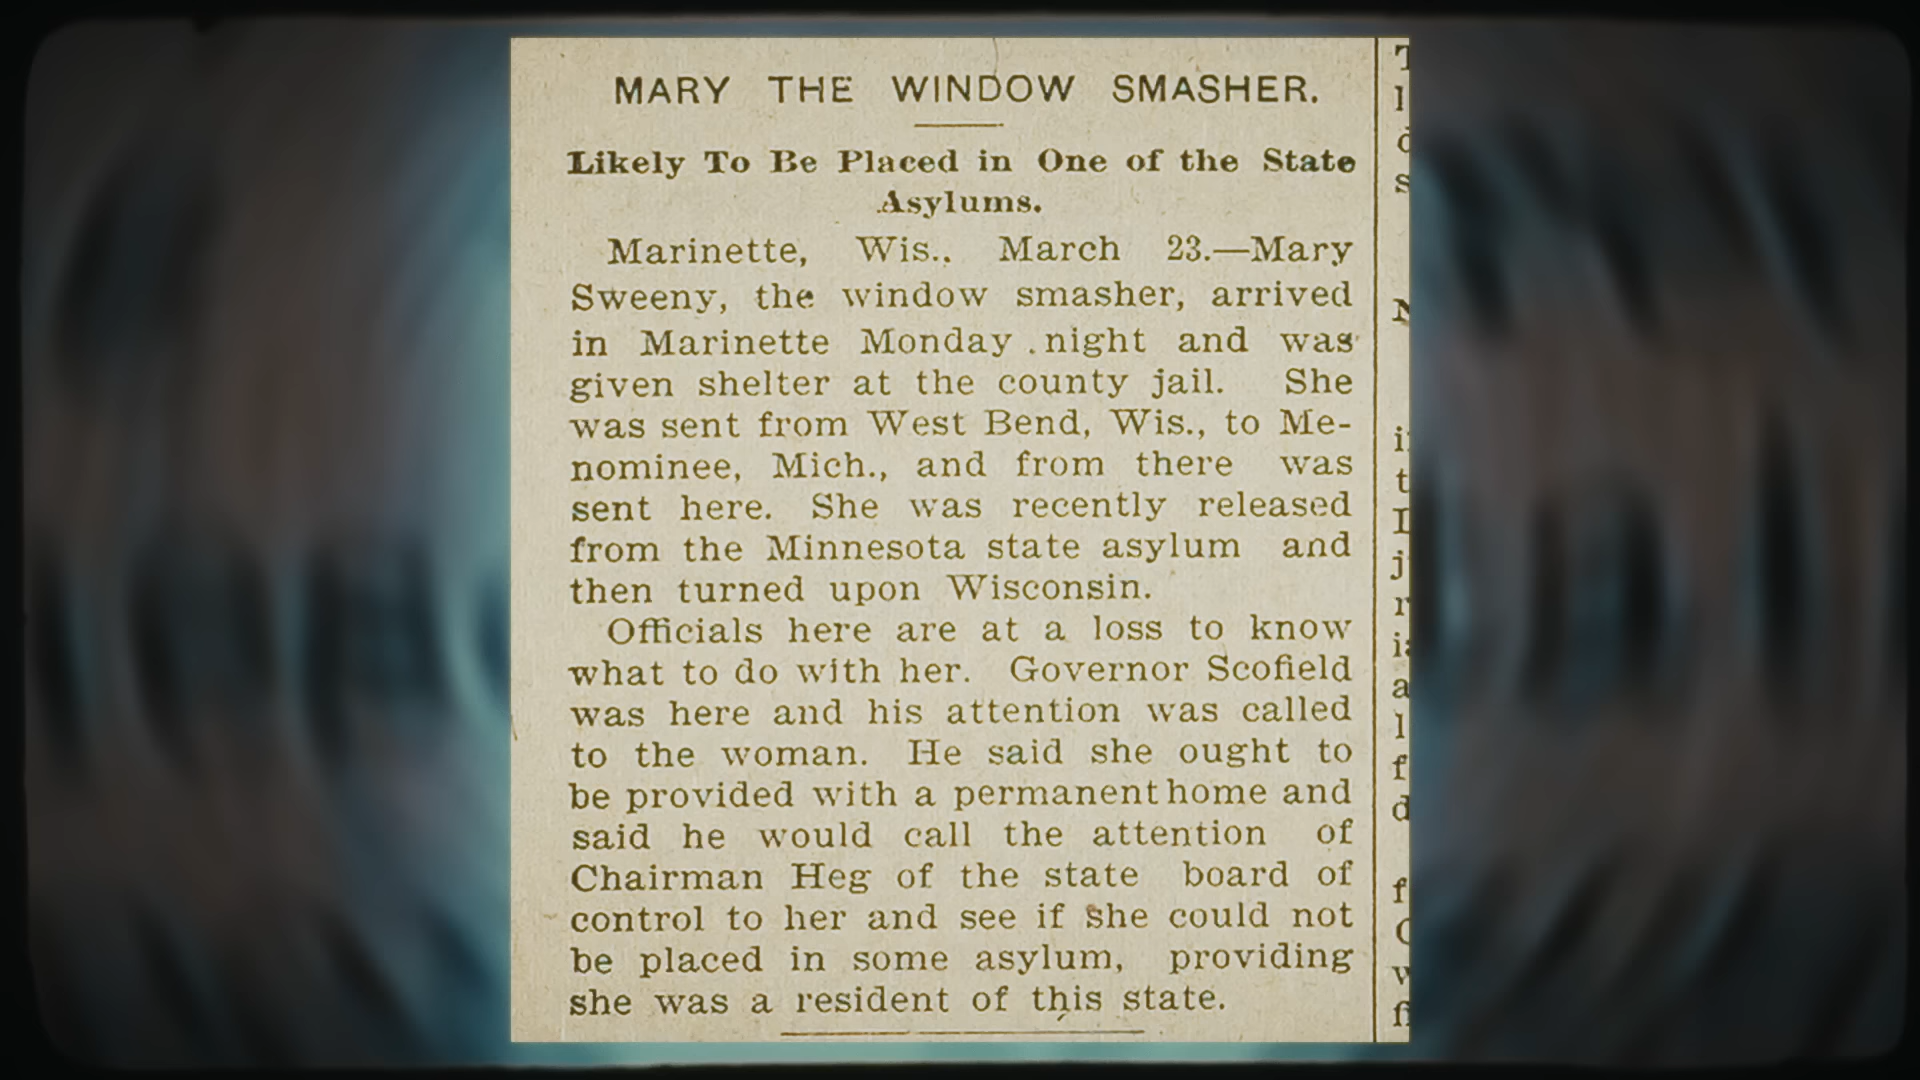 MARY THE WINDOW SMASHER.
Likely To Be Placed in One of the State
Asylums.
Marinette, Wis., March 23.—Mary
Sweeny, the window smasher, arrived
in Marinette Monday night and was
given shelter at the county jail. She
was sent from West Bend, Wis., to Me-
nominee, Mich., and from there was
sent here. She was recently released
from the Minnesota state asylum and
then turned upon Wisconsin.
Officials here are at a loss to know
what to do with her. Governor Scofield
was here and his attention was called
to the woman. He said she ought to
be provided with a permanent home and
said he would call the attention of
Chairman Heg of the state board of
control to her and see if she could not
be placed in some asylum, providing
she was a resident of this state.